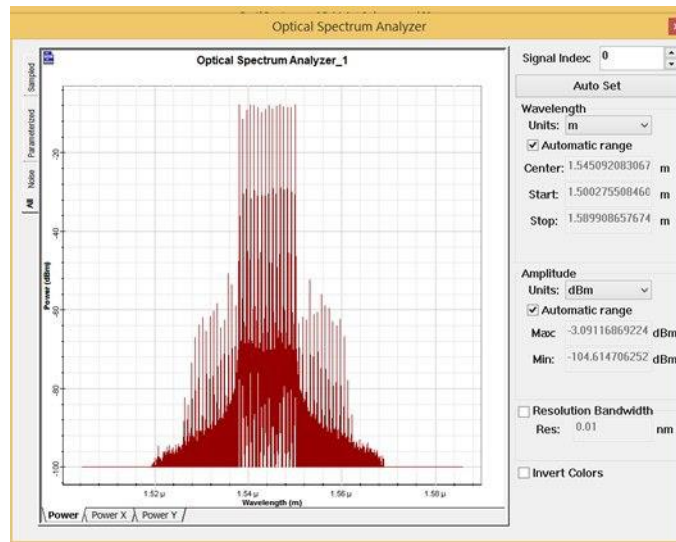 Optical Spectrum Analyzer
Optical Spectrum Analyzer_1
Signal Index: 0
Auto Set
Wavelength
Units: m
Automatic range
Center: 1.545092083067 m
Start: 1.500275508460 m
Stop: 1.589908657674 m
Amplitude
Units: dBm
Automatic range
Max: -3.09116869224 dBm
Min: -104.614706252 dBm
Resolution Bandwidth
Res: 0.01 nm
Invert Colors
Sampled
Parameterized
Noise
All
Power (dBm)
-20
-40
-60
-80
-100
1.52 µ 1.54 µ 1.56 µ 1.58 µ
Wavelength (m)
Power Power X Power Y